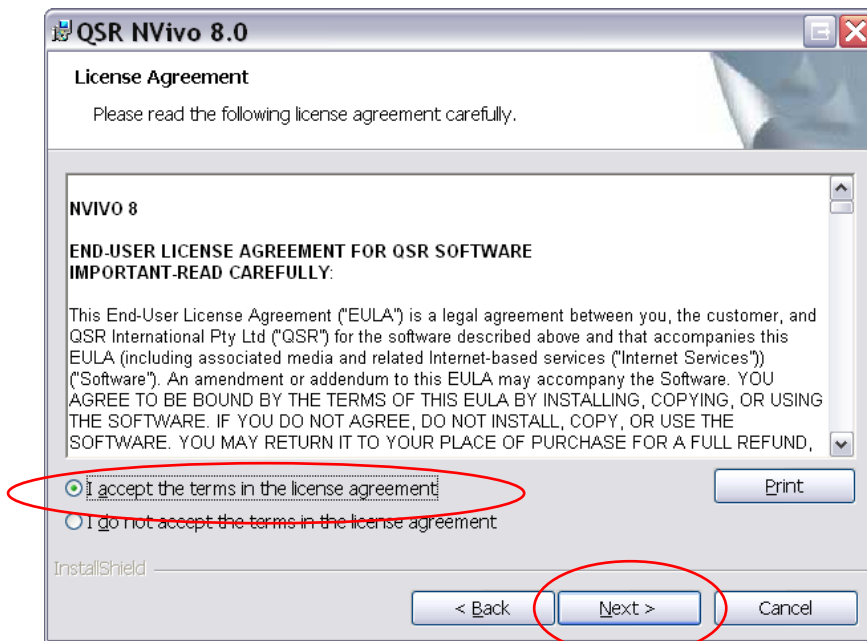 QSR NVivo 8.0
License Agreement
Please read the following license agreement carefully.
NVIVO 8
END-USER LICENSE AGREEMENT FOR QSR SOFTWARE
IMPORTANT-READ CAREFULLY:
This End-User License Agreement ("EULA") is a legal agreement between you, the customer, and
QSR International Pty Ltd ("QSR") for the software described above and that accompanies this
EULA (including associated media and related Internet-based services ("Internet Services"))
("Software"). An amendment or addendum to this EULA may accompany the Software. YOU
AGREE TO BE BOUND BY THE TERMS OF THIS EULA BY INSTALLING, COPYING, OR USING
THE SOFTWARE. IF YOU DO NOT AGREE, DO NOT INSTALL, COPY, OR USE THE
SOFTWARE. YOU MAY RETURN IT TO YOUR PLACE OF PURCHASE FOR A FULL REFUND,
I accept the terms in the license agreement
Print
I do not accept the terms in the license agreement
InstallShield
< Back
Next >
Cancel